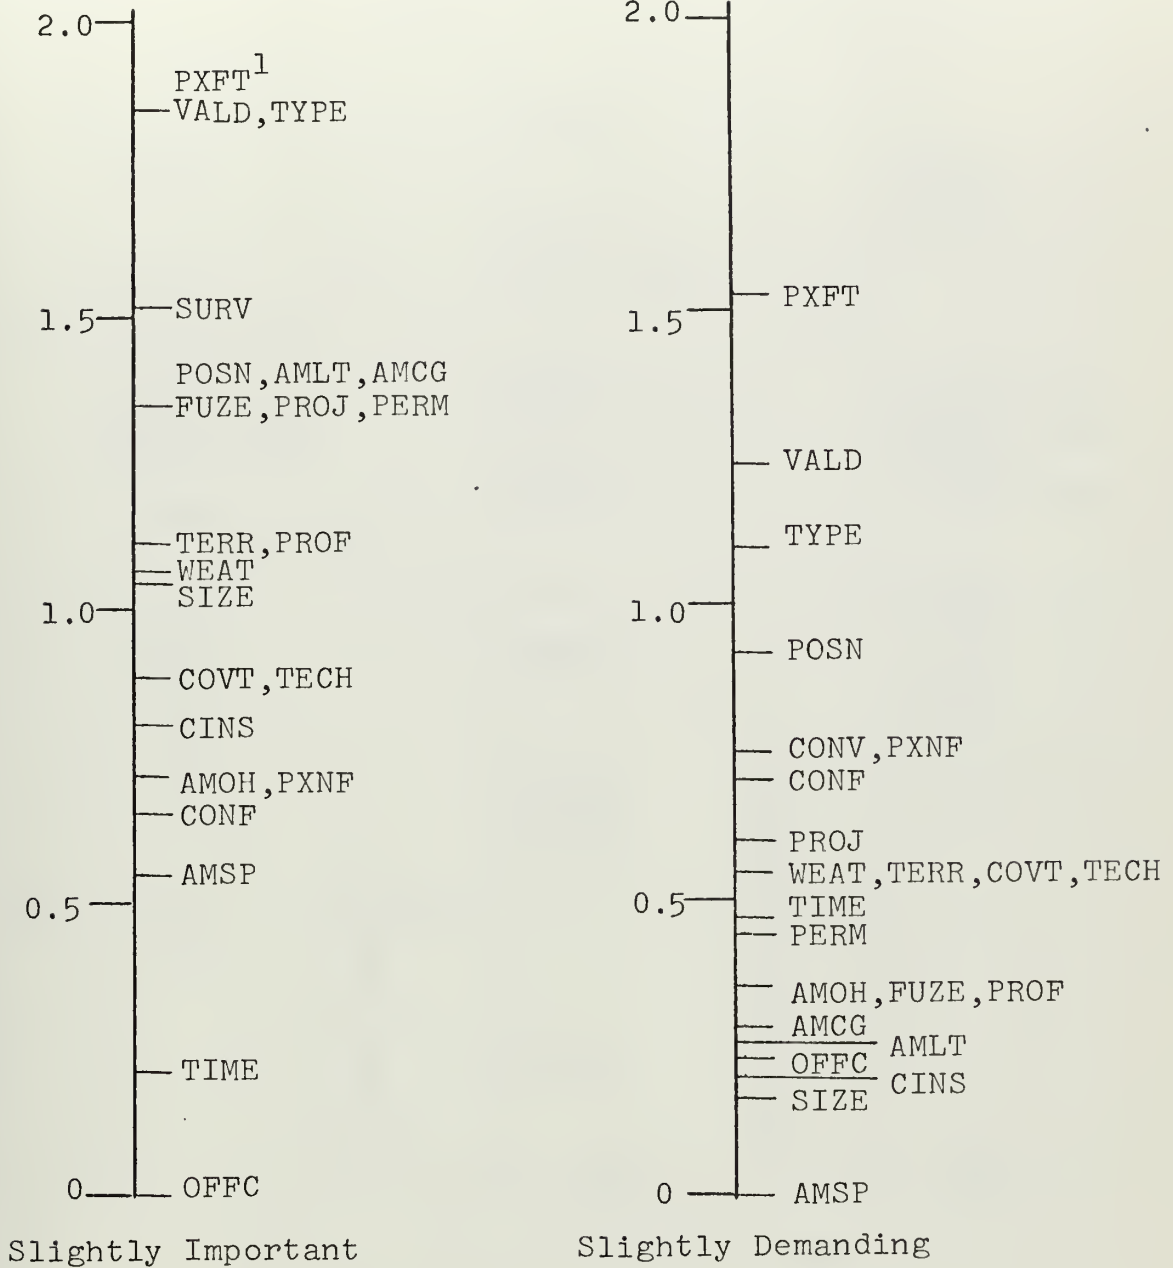 2.0
PXFT1
VALD,TYPE
SURV
1.5
POSN,AMLT,AMCG
FUZE,PROJ,PERM
TERR,PROF
WEAT
SIZE
1.0
COVT,TECH
CINS
AMOH,PXNF
CONF
AMSP
0.5
TIME
0
OFFC
Slightly Important
2.0
PXFT
1.5
VALD
TYPE
1.0
POSN
CONV,PXNF
CONF
PROJ
WEAT,TERR,COVT,TECH
0.5
TIME
PERM
AMOH,FUZE,PROF
AMCG
AMLT
OFFC
CINS
SIZE
0
AMSP
Slightly Demanding